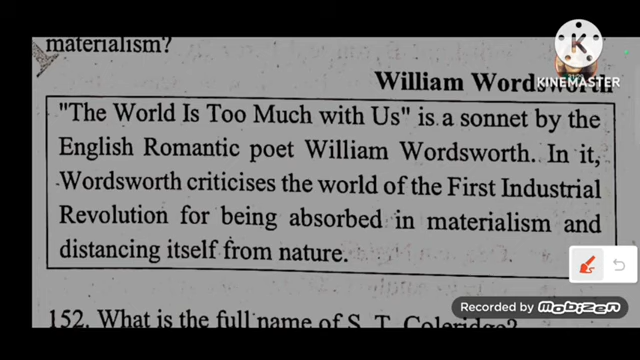 materialism?
William Wordsworth
K
KINEMASTER
"The World Is Too Much with Us" is a sonnet by the
English Romantic poet William Wordsworth. In it,
Wordsworth criticises the world of the First Industrial
Revolution for being absorbed in materialism and
distancing itself from nature.
Recorded by mobizen
152. What is the full name of S. T. Coleridge?